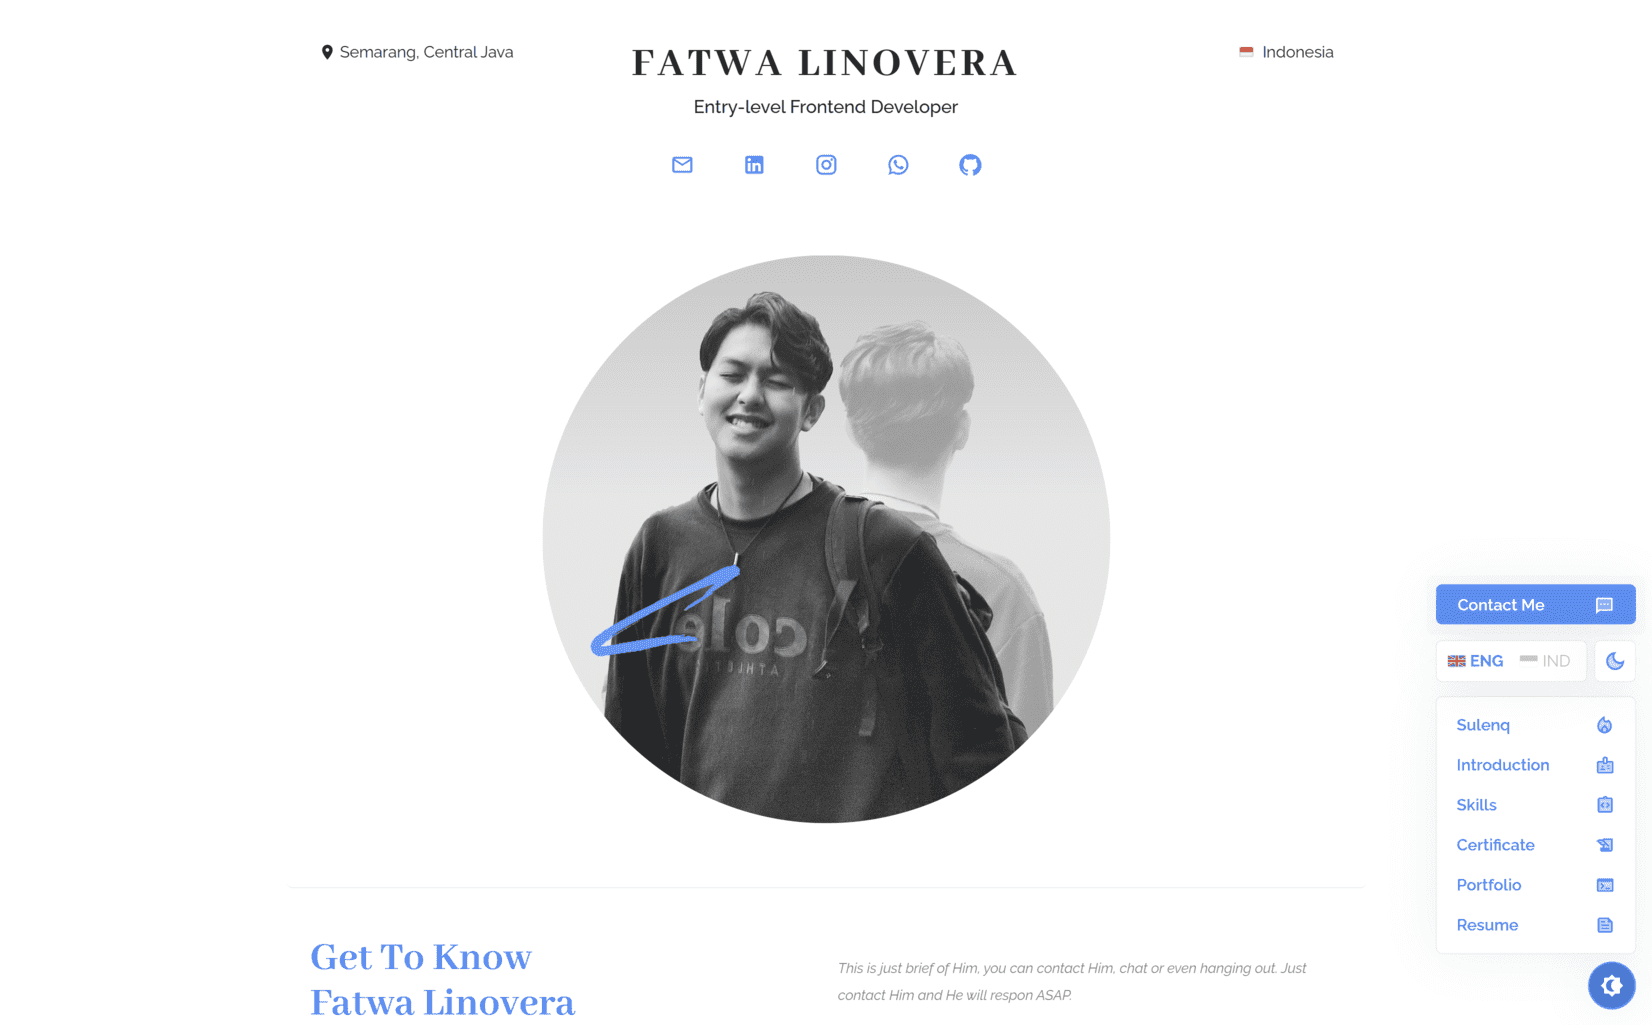 Semarang, Central Java
FATWA LINOVERA
Indonesia
Entry-level Frontend Developer
Contact Me
ENG IND
Sulenq
Introduction
Skills
Certificate
Portfolio
Resume
Get To Know
Fatwa Linovera
This is just brief of Him, you can contact Him, chat or even hanging out. Just
contact Him and He will respon ASAP.